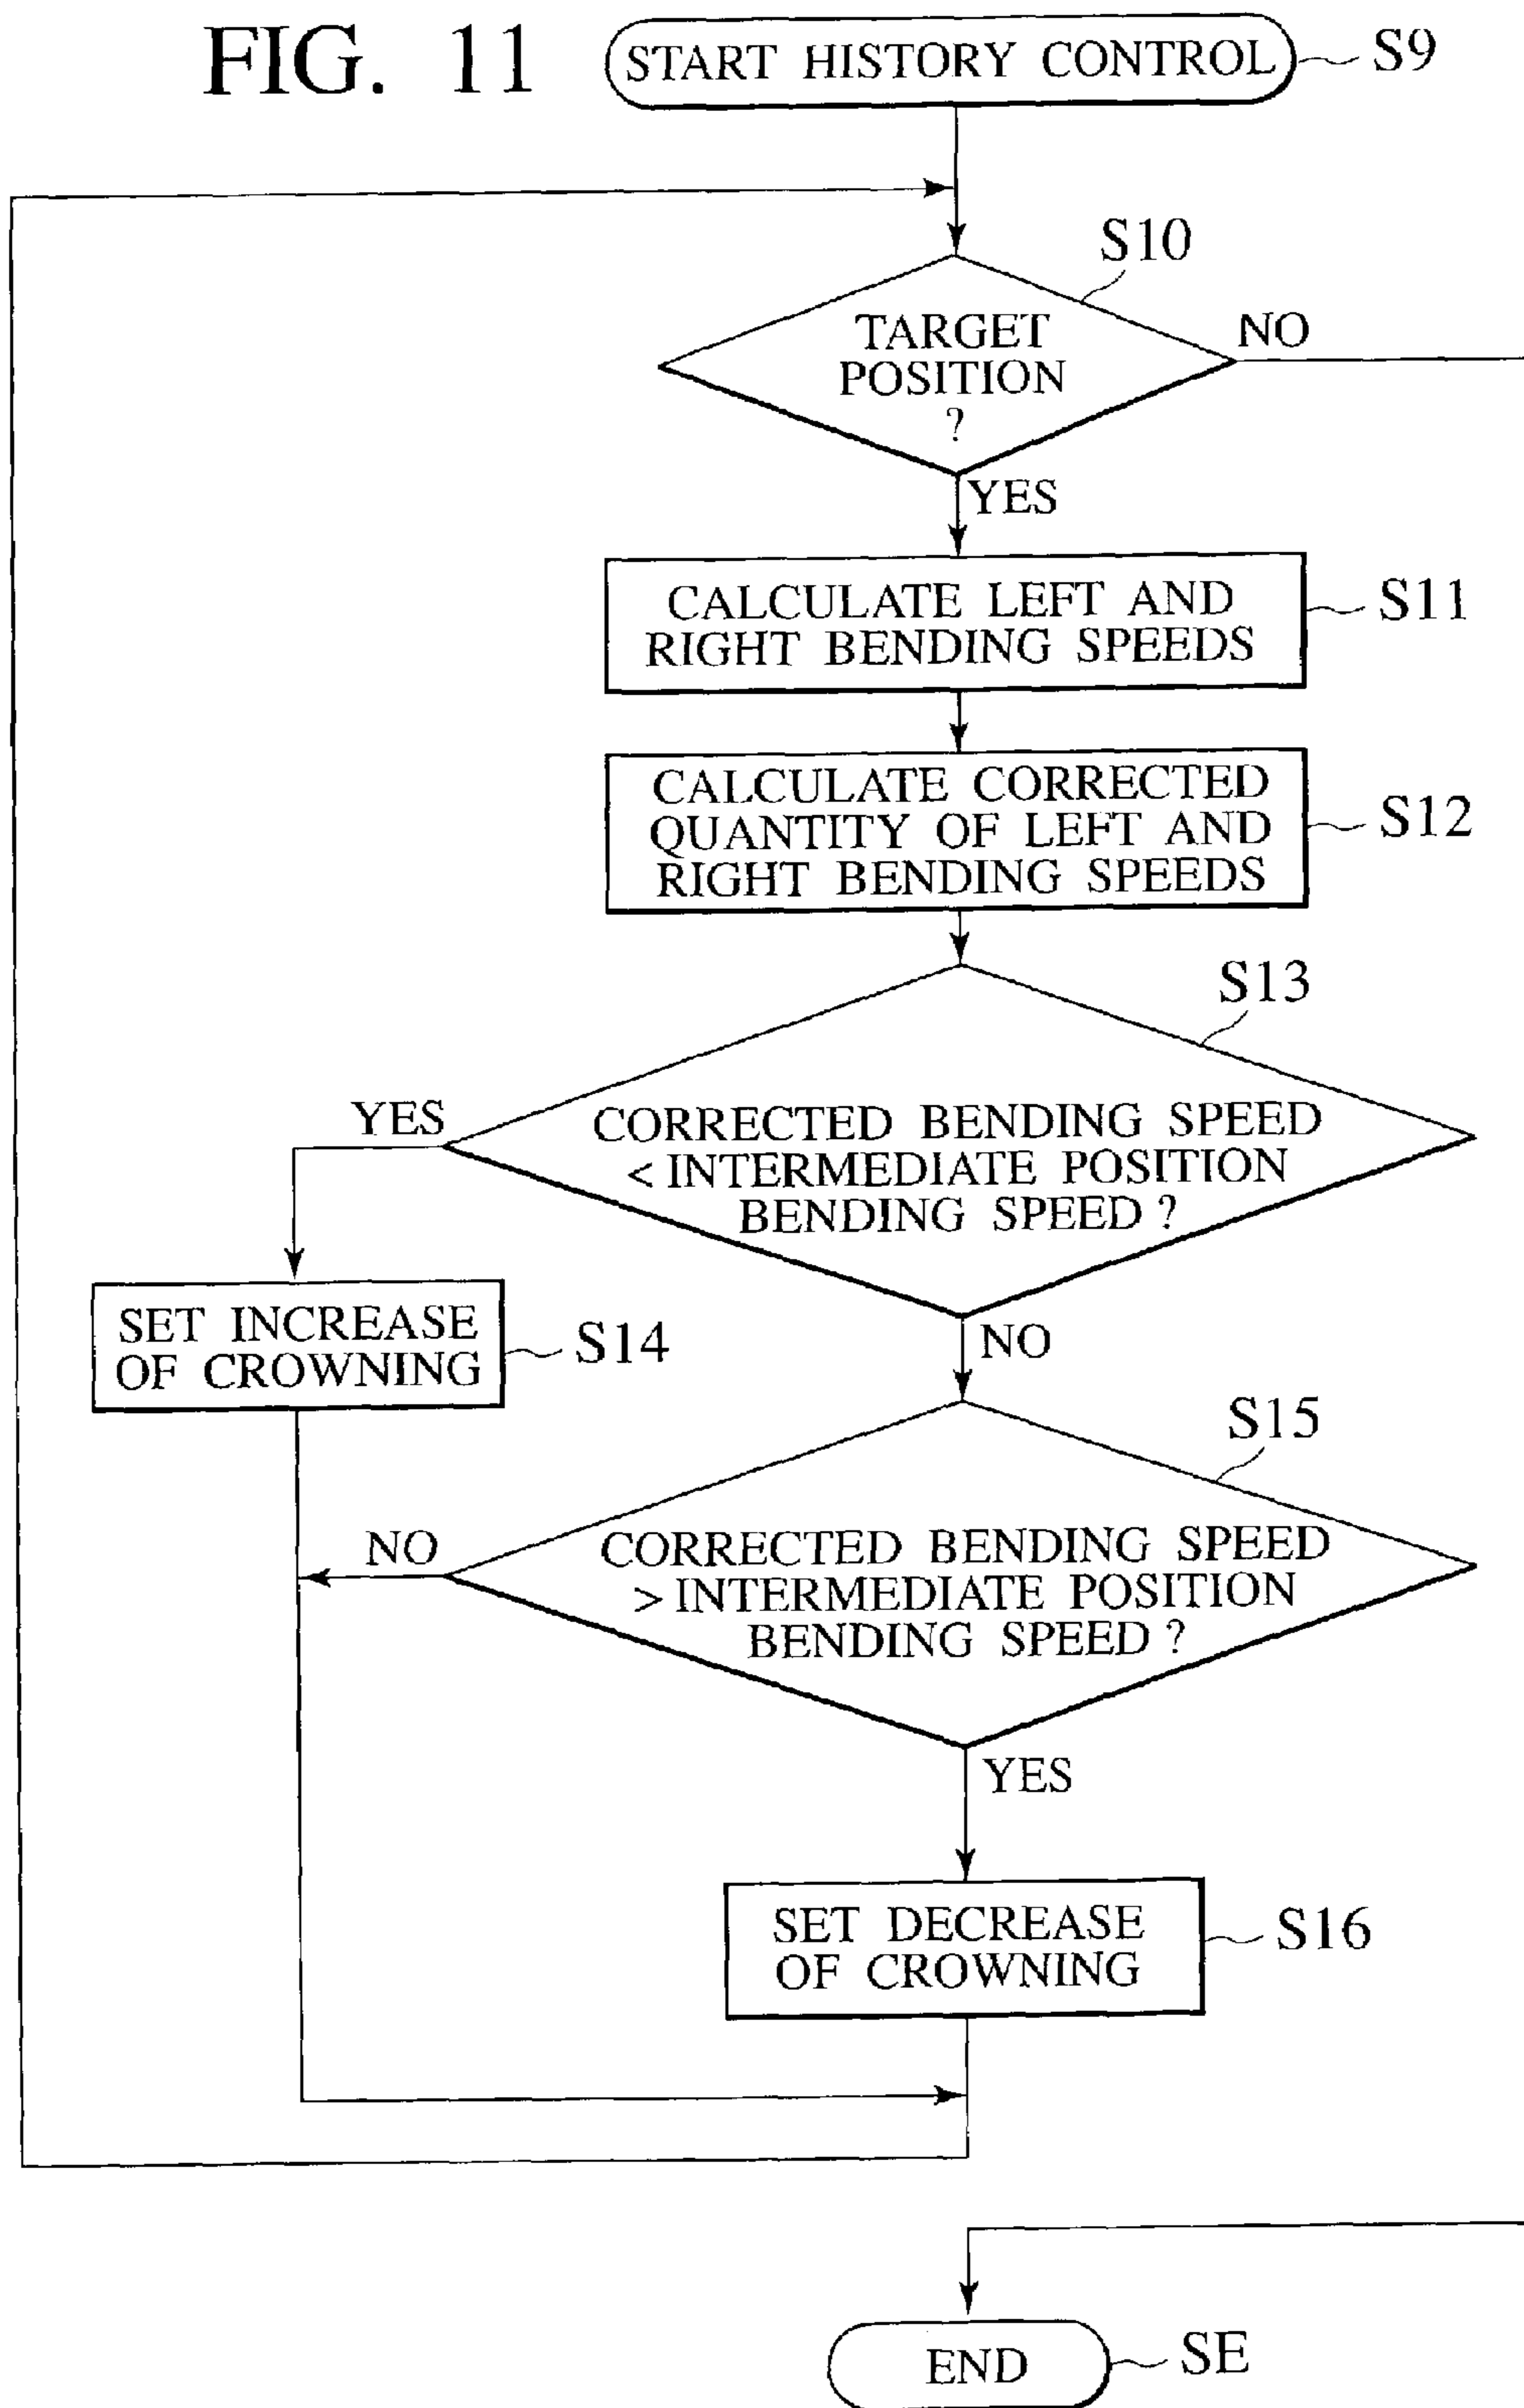 FIG. 11
START HISTORY CONTROL
S9
S10
TARGET
POSITION
?
NO
YES
CALCULATE LEFT AND
RIGHT BENDING SPEEDS
S11
CALCULATE CORRECTED
QUANTITY OF LEFT AND
RIGHT BENDING SPEEDS
S12
S13
CORRECTED BENDING SPEED
< INTERMEDIATE POSITION
BENDING SPEED ?
YES
NO
SET INCREASE
OF CROWNING
S14
S15
CORRECTED BENDING SPEED
> INTERMEDIATE POSITION
BENDING SPEED ?
NO
YES
SET DECREASE
OF CROWNING
S16
END
SE